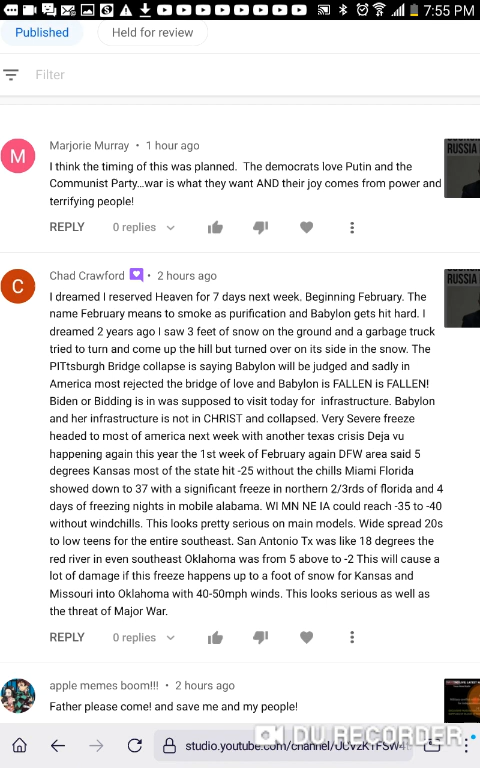 7:55 PM
Published
Held for review
Filter
M
Marjorie Murray • 1 hour ago
RUSSIA
I think the timing of this was planned. The democrats love Putin and the
Communist Party...war is what they want AND their joy comes from power and
terrifying people!
REPLY 0 replies
C
Chad Crawford • 2 hours ago
RUSSIA
I dreamed I reserved Heaven for 7 days next week. Beginning February. The
name February means to smoke as purification and Babylon gets hit hard. I
dreamed 2 years ago I saw 3 feet of snow on the ground and a garbage truck
tried to turn and come up the hill but turned over on its side in the snow. The
PITtsburgh Bridge collapse is saying Babylon will be judged and sadly in
America most rejected the bridge of love and Babylon is FALLEN is FALLEN!
Biden or Bidding is in was supposed to visit today for infrastructure. Babylon
and her infrastructure is not in CHRIST and collapsed. Very Severe freeze
headed to most of america next week with another texas crisis Deja vu
happening again this year the 1st week of February again DFW area said 5
degrees Kansas most of the state hit -25 without the chills Miami Florida
showed down to 37 with a significant freeze in northern 2/3rds of florida and 4
days of freezing nights in mobile alabama. WI MN NE IA could reach -35 to -40
without windchills. This looks pretty serious on main models. Wide spread 20s
to low teens for the entire southeast. San Antonio Tx was like 18 degrees the
red river in even southeast Oklahoma was from 5 above to -2 This will cause a
lot of damage if this freeze happens up to a foot of snow for Kansas and
Missouri into Oklahoma with 40-50mph winds. This looks serious as well as
the threat of Major War.
REPLY 0 replies
apple memes boom!!! • 2 hours ago
Father please come! and save me and my people!
DU RECORDER
studio.youtube.com/channel/